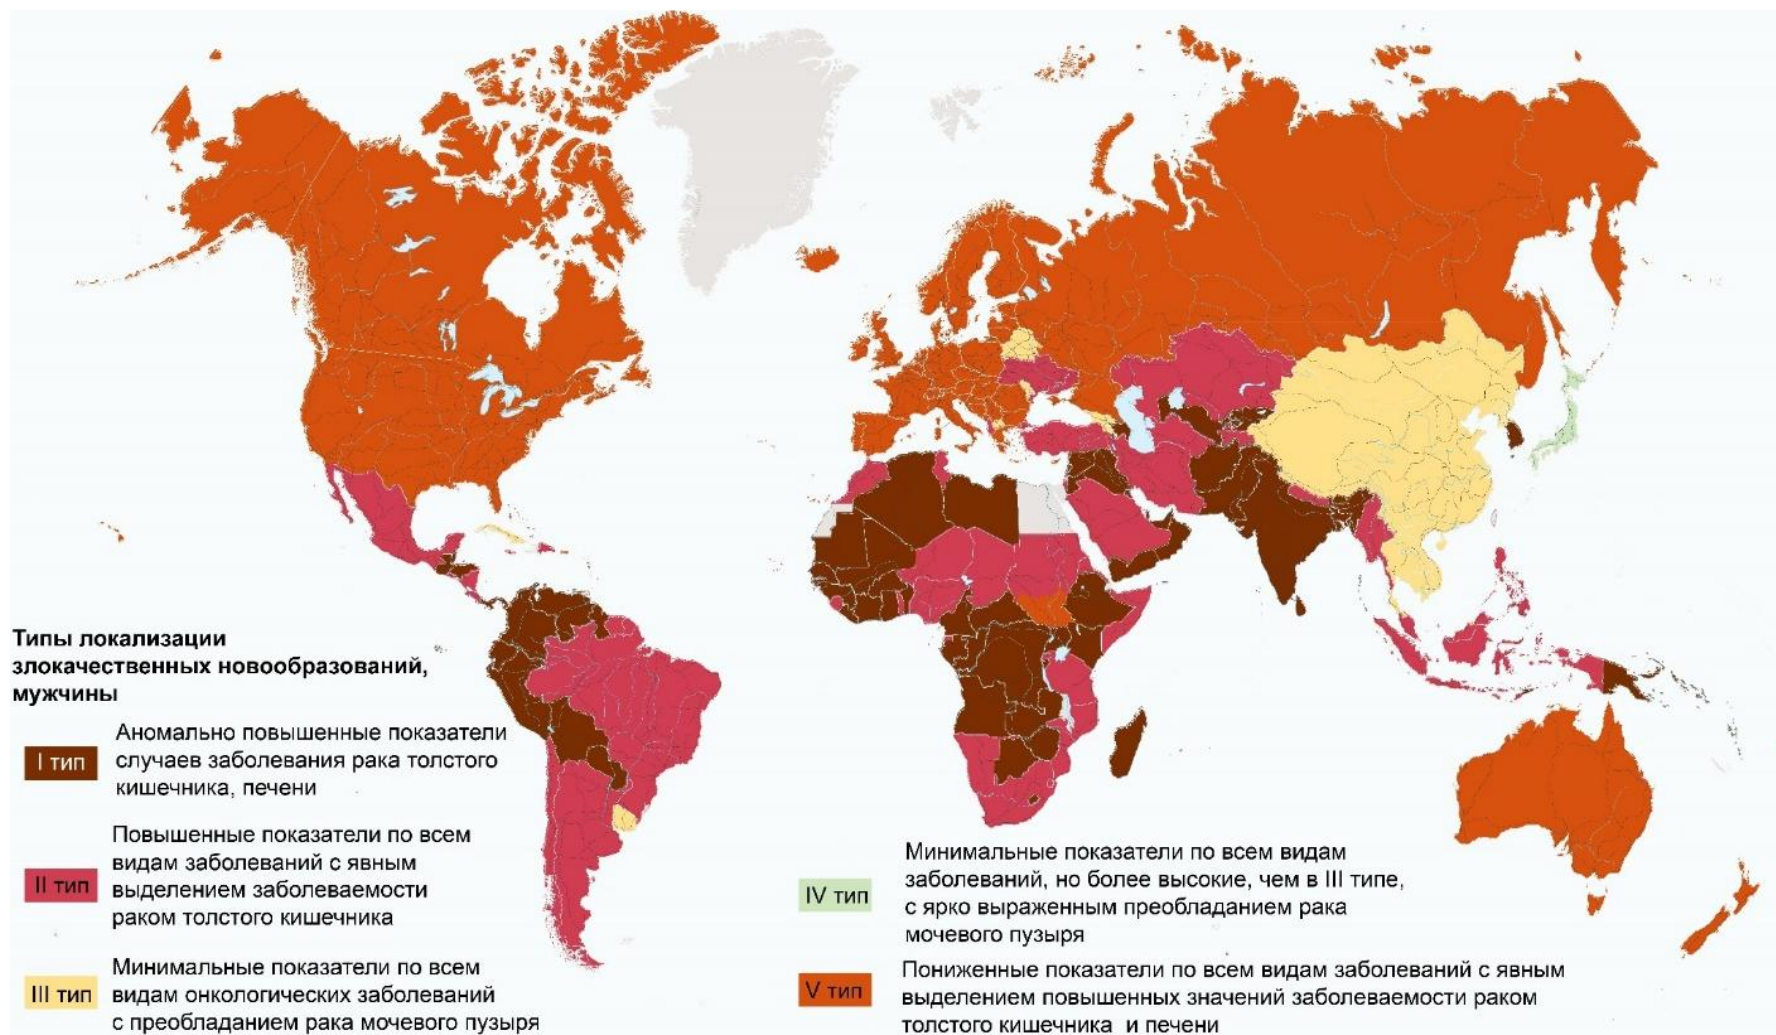 Типы локализации
злокачественных новообразований,
мужчины
I тип
Аномально повышенные показатели
случаев заболевания рака толстого
кишечника, печени
II тип
Повышенные показатели по всем
видам заболеваний с явным
выделением заболеваемости
раком толстого кишечника
III тип
Минимальные показатели по всем
видам онкологических заболеваний
с преобладанием рака мочевого пузыря
IV тип
Минимальные показатели по всем видам
заболеваний, но более высокие, чем в III типе,
с ярко выраженным преобладанием рака
мочевого пузыря
V тип
Пониженные показатели по всем видам заболеваний с явным
выделением повышенных значений заболеваемости раком
толстого кишечника и печени